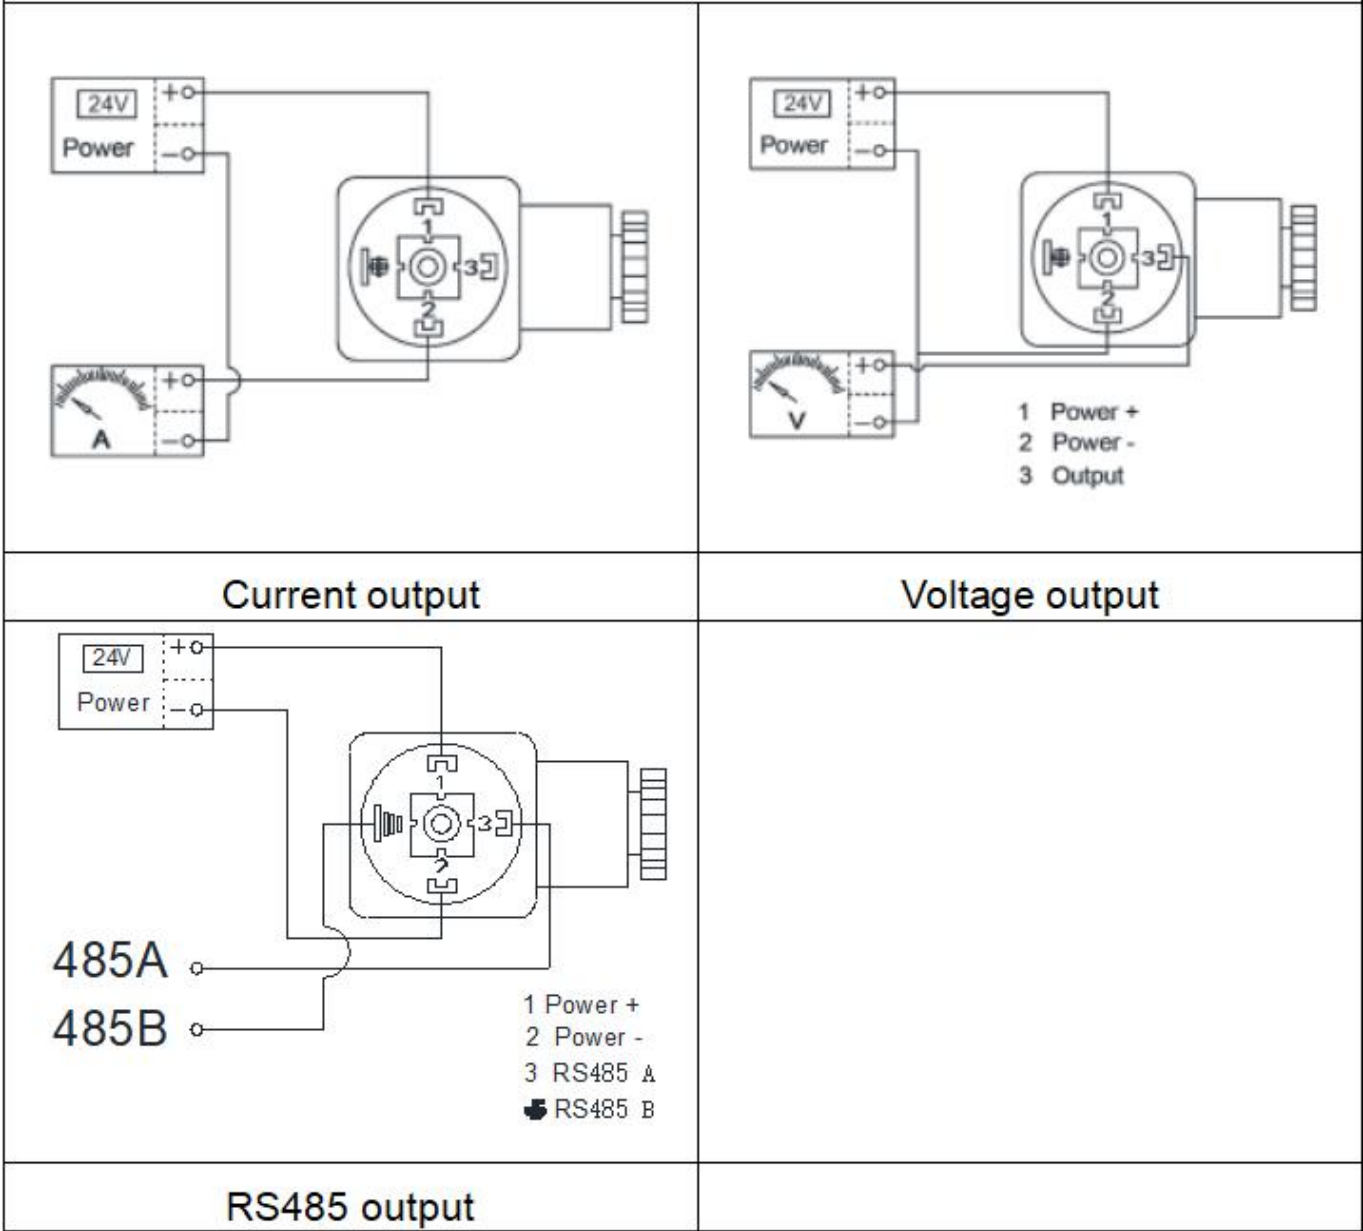 24V
+
Power
−
1
3
2
+
A
−
Current output
24V
+
Power
−
1
3
2
+
V
−
1 Power +
2 Power -
3 Output
Voltage output
24V
+
Power
−
1
3
2
485A
485B
1 Power +
2 Power -
3 RS485 A
RS485 B
RS485 output